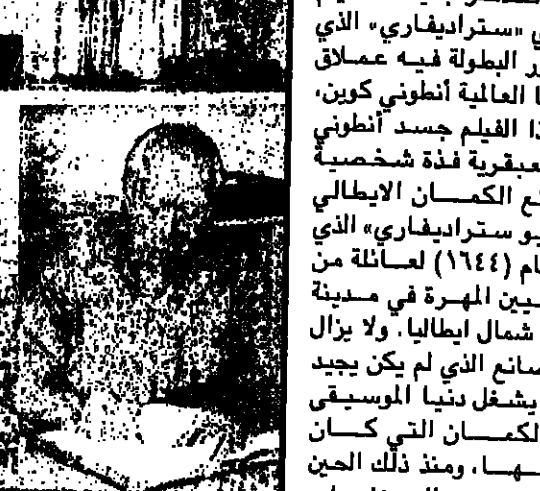 ي «ستراديفاري» الذي
ر البطولة فيه عملاق
ا العالمية أنطوني كوين،
ذا الفيلم جسد أنطوني
عبقرية فذة شخصية
ع الكمان الايطالي
يو ستراديفاري» الذي
ام (١٦٤٤) لعائلة من
يين المهرة في مدينة
شمال ايطاليا. ولا يزال
صانع الذي لم يكن يجيد
يشغل دنيا الموسيقى
لكمان التي كان
ها. ومنذ ذلك الحين